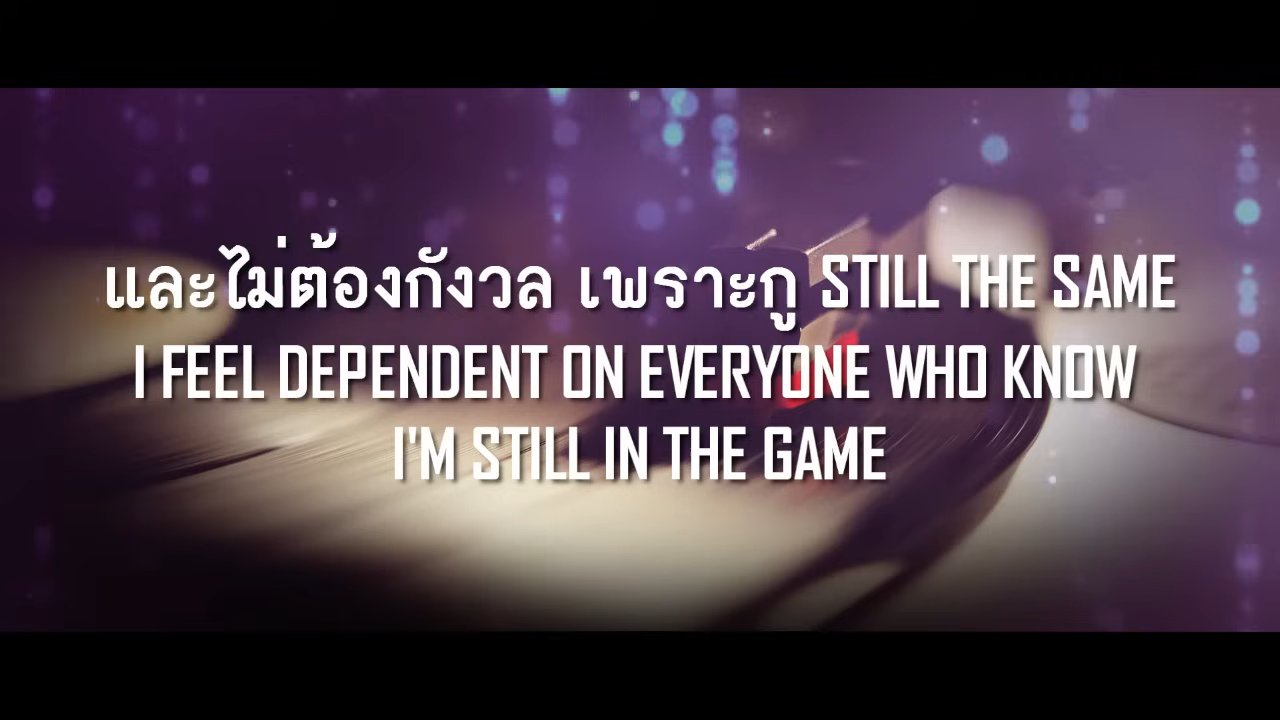 และไม่ต้องกังวล เพราะกู STILL THE SAME
I FEEL DEPENDENT ON EVERYONE WHO KNOW
I'M STILL IN THE GAME